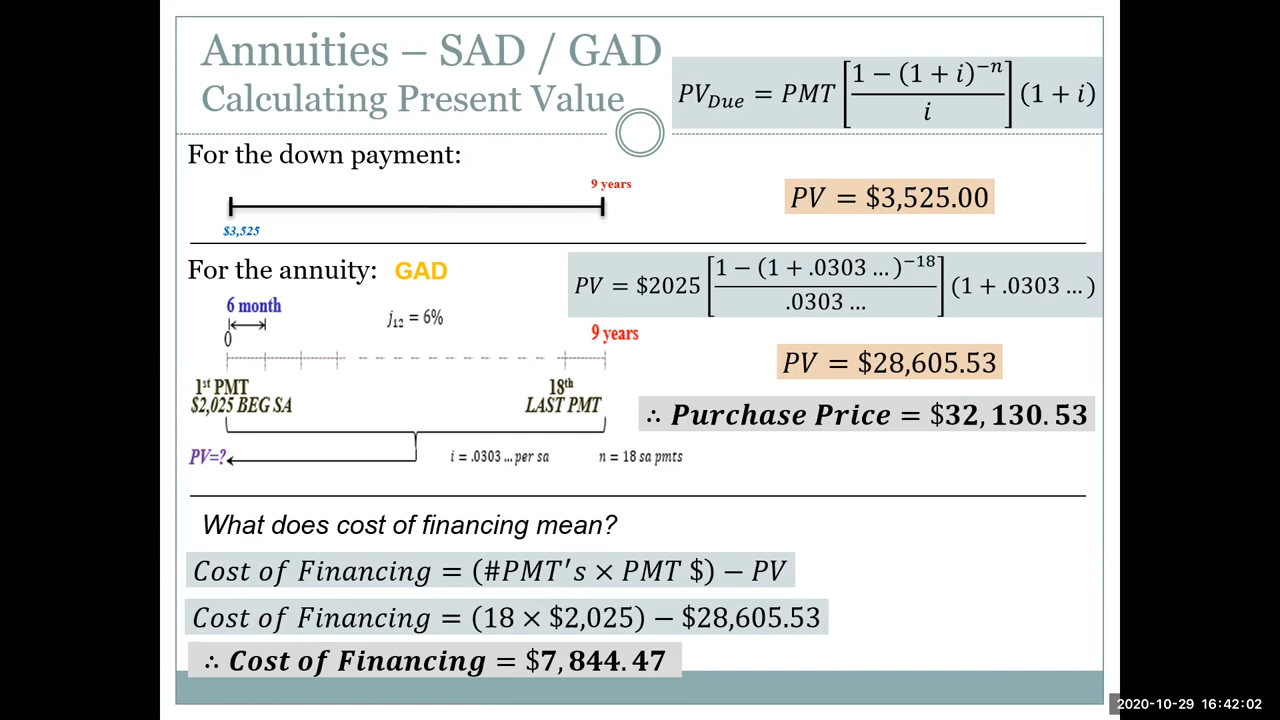 Annuities – SAD / GAD
Calculating Present Value
PV_Due = PMT [1 − (1 + i)^−n / i] (1 + i)
For the down payment:
9 years
$3,525
PV = $3,525.00
For the annuity: GAD
PV = $2025 [1 − (1 + .0303 …)^−18 / .0303 …] (1 + .0303 …)
6 month
j12 = 6%
0
9 years
PV = $28,605.53
1st PMT
$2,025 BEG SA
18th
LAST PMT
∴ Purchase Price = $32,130.53
PV=?
i = .0303 … per sa
n = 18 sa pmts
What does cost of financing mean?
Cost of Financing = (#PMT′s × PMT $) − PV
Cost of Financing = (18 × $2,025) − $28,605.53
∴ Cost of Financing = $7,844.47
2020-10-29 16:42:02